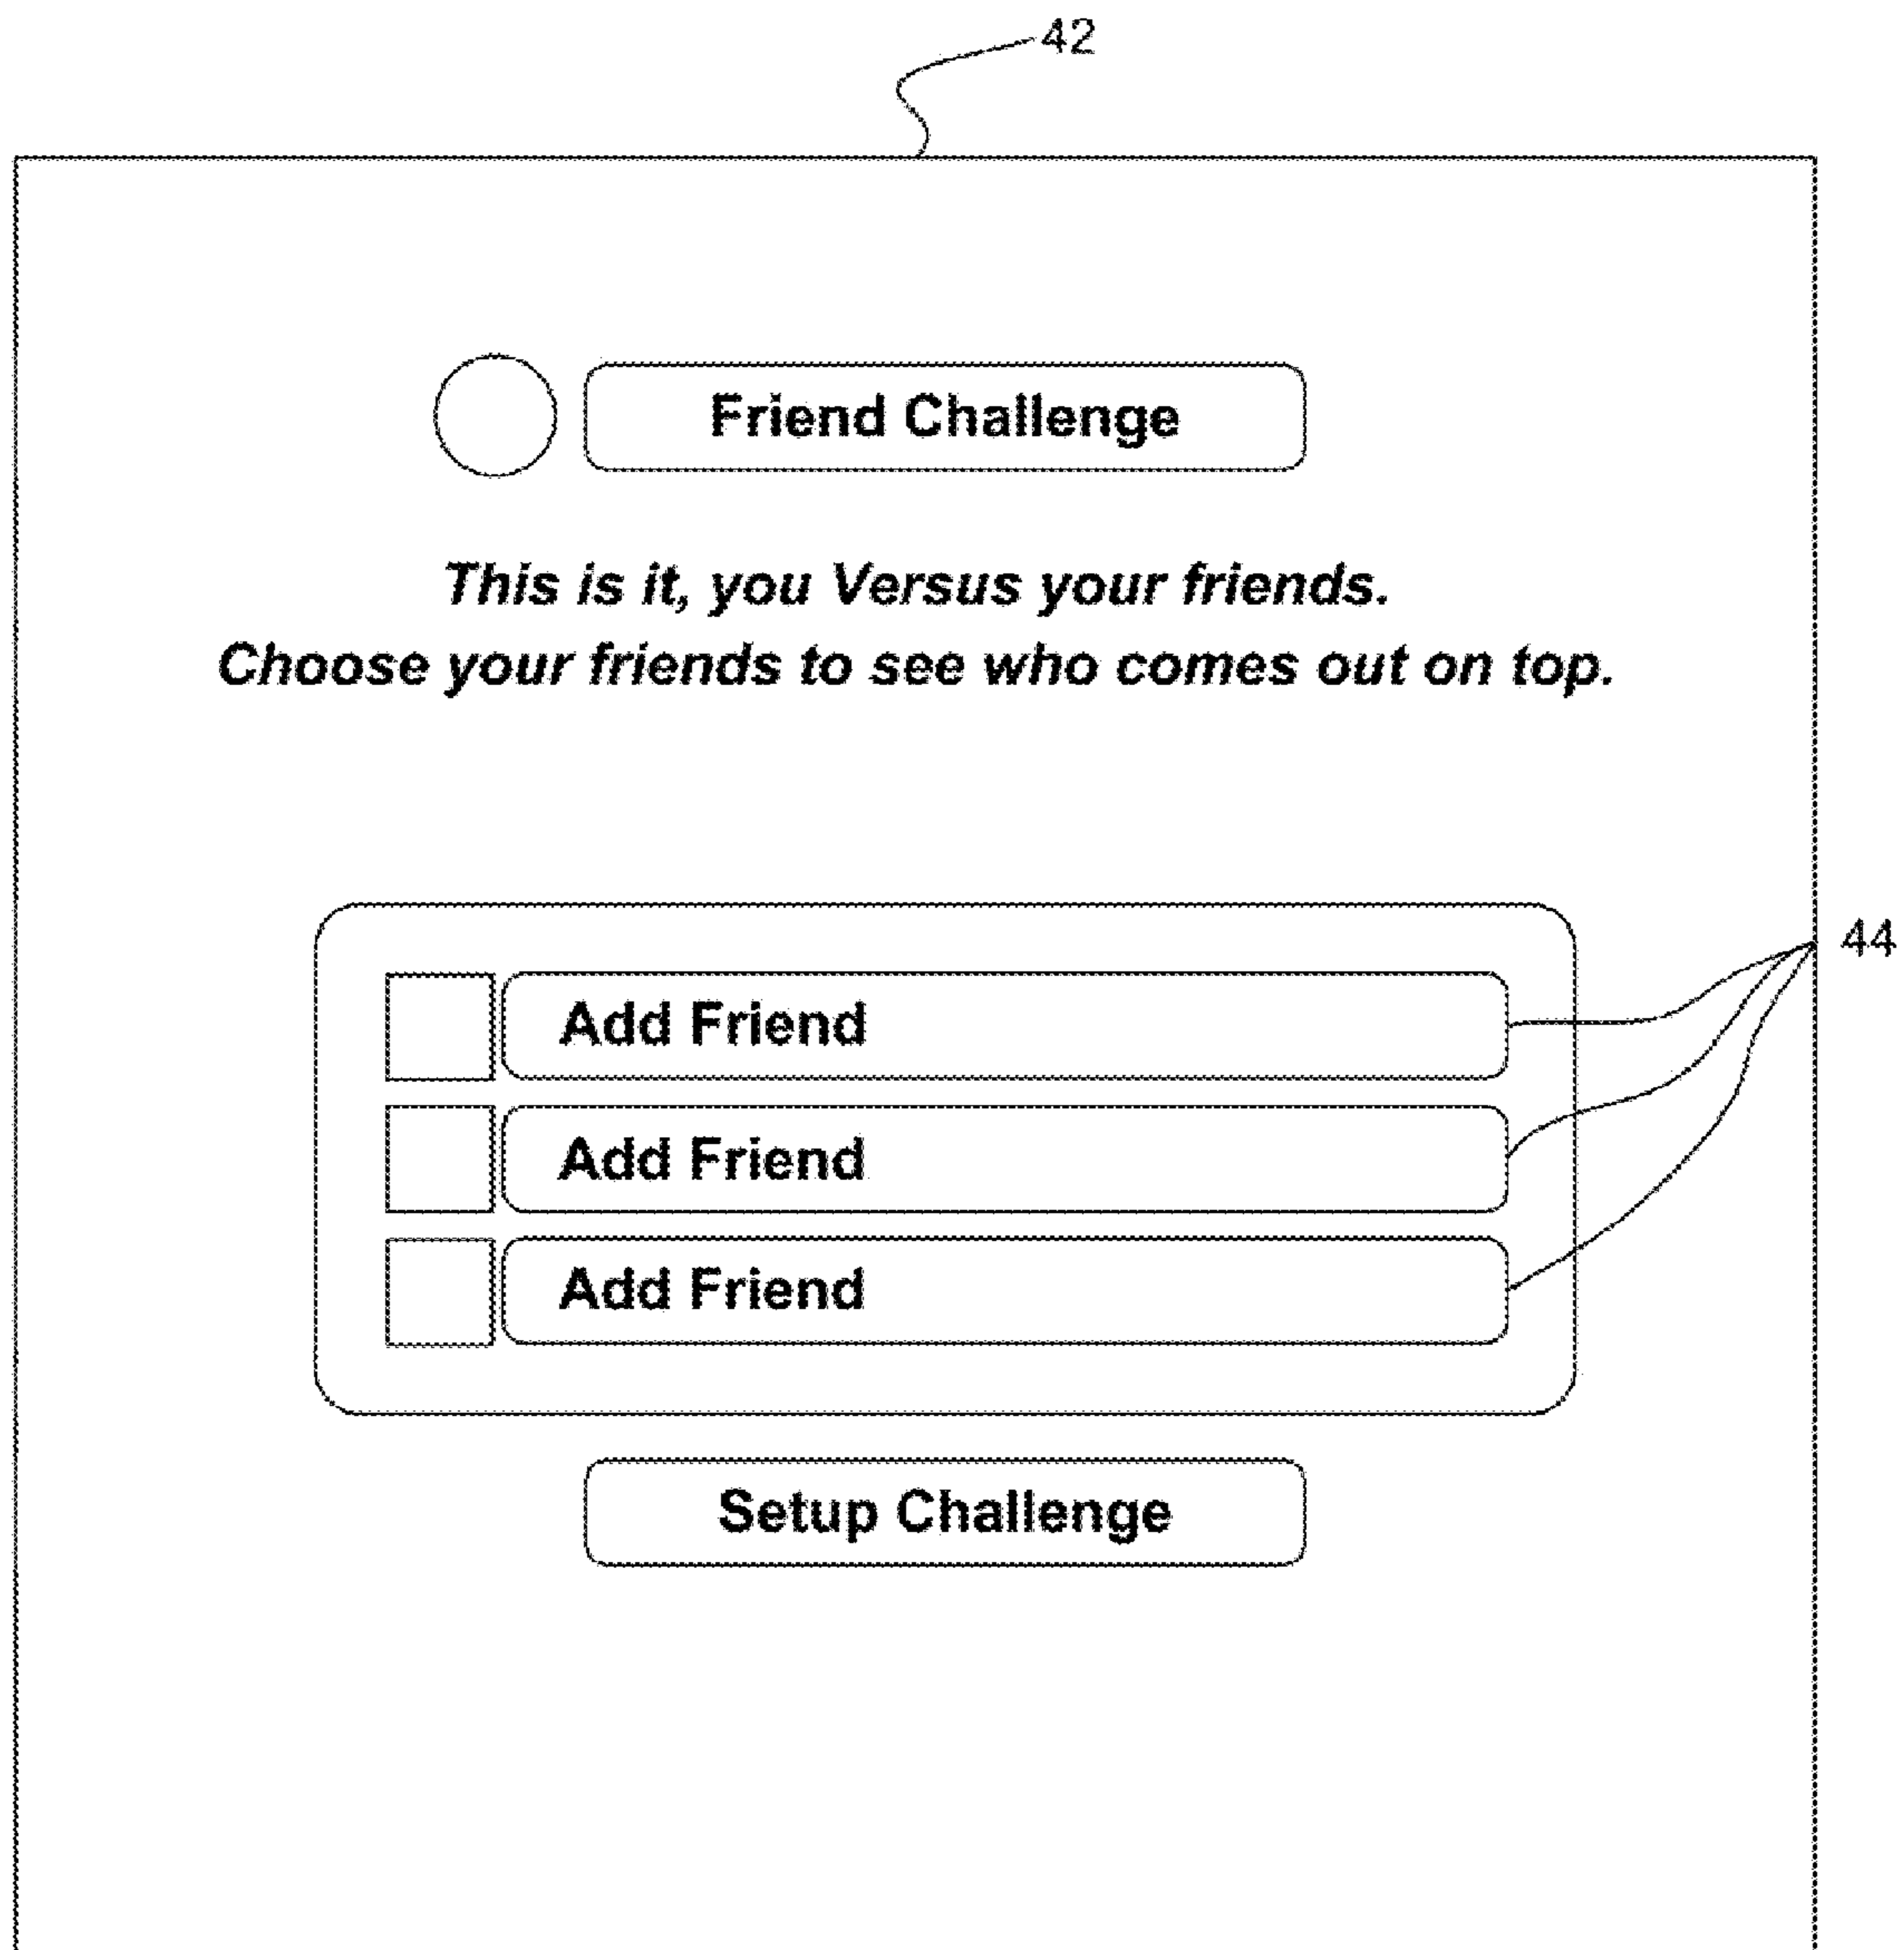 42
Friend Challenge
This is it, you Versus your friends.
Choose your friends to see who comes out on top.
44
Add Friend
Add Friend
Add Friend
Setup Challenge